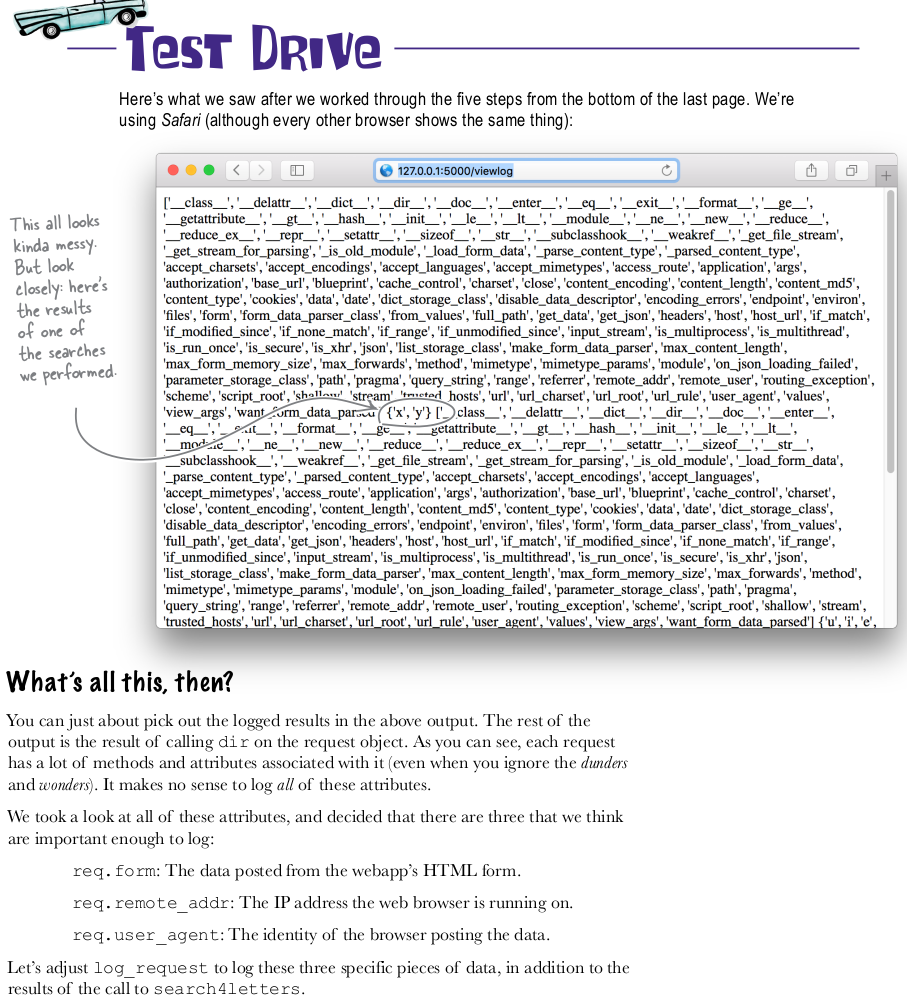 Test Drive
Here's what we saw after we worked through the five steps from the bottom of the last page. We're
using Safari (although every other browser shows the same thing):
127.0.0.1:5000/viewlog
This all looks
kinda messy.
But look
closely: here's
the results
of one of
the searches
we performed.
['__class__', '__delattr__', '__dict__', '__dir__', '__doc__', '__enter__', '__eq__', '__exit__', '__format__', '__ge__',
'__getattribute__', '__gt__', '__hash__', '__init__', '__le__', '__lt__', '__module__', '__ne__', '__new__', '__reduce__',
'__reduce_ex__', '__repr__', '__setattr__', '__sizeof__', '__str__', '__subclasshook__', '__weakref__', '_get_file_stream',
'_get_stream_for_parsing', '_is_old_module', '_load_form_data', '_parse_content_type', '_parsed_content_type',
'accept_charsets', 'accept_encodings', 'accept_languages', 'accept_mimetypes', 'access_route', 'application', 'args',
'authorization', 'base_url', 'blueprint', 'cache_control', 'charset', 'close', 'content_encoding', 'content_length', 'content_md5',
'content_type', 'cookies', 'data', 'date', 'dict_storage_class', 'disable_data_descriptor', 'encoding_errors', 'endpoint', 'environ',
'files', 'form', 'form_data_parser_class', 'from_values', 'full_path', 'get_data', 'get_json', 'headers', 'host', 'host_url', 'if_match',
'if_modified_since', 'if_none_match', 'if_range', 'if_unmodified_since', 'input_stream', 'is_multiprocess', 'is_multithread',
'is_run_once', 'is_secure', 'is_xhr', 'json', 'list_storage_class', 'make_form_data_parser', 'max_content_length',
'max_form_memory_size', 'max_forwards', 'method', 'mimetype', 'mimetype_params', 'module', 'on_json_loading_failed',
'parameter_storage_class', 'path', 'pragma', 'query_string', 'range', 'referrer', 'remote_addr', 'remote_user', 'routing_exception',
'scheme', 'script_root', 'shallow', 'stream', 'trusted_hosts', 'url', 'url_charset', 'url_root', 'url_rule', 'user_agent', 'values',
'view_args', 'want_form_data_parsed'] {'x', 'y'} ['__class__', '__delattr__', '__dict__', '__dir__', '__doc__', '__enter__',
'__eq__', '__exit__', '__format__', '__ge__', '__getattribute__', '__gt__', '__hash__', '__init__', '__le__', '__lt__',
'__module__', '__ne__', '__new__', '__reduce__', '__reduce_ex__', '__repr__', '__setattr__', '__sizeof__', '__str__',
'__subclasshook__', '__weakref__', '_get_file_stream', '_get_stream_for_parsing', '_is_old_module', '_load_form_data',
'_parse_content_type', '_parsed_content_type', 'accept_charsets', 'accept_encodings', 'accept_languages',
'accept_mimetypes', 'access_route', 'application', 'args', 'authorization', 'base_url', 'blueprint', 'cache_control', 'charset',
'close', 'content_encoding', 'content_length', 'content_md5', 'content_type', 'cookies', 'data', 'date', 'dict_storage_class',
'disable_data_descriptor', 'encoding_errors', 'endpoint', 'environ', 'files', 'form', 'form_data_parser_class', 'from_values',
'full_path', 'get_data', 'get_json', 'headers', 'host', 'host_url', 'if_match', 'if_modified_since', 'if_none_match', 'if_range',
'if_unmodified_since', 'input_stream', 'is_multiprocess', 'is_multithread', 'is_run_once', 'is_secure', 'is_xhr', 'json',
'list_storage_class', 'make_form_data_parser', 'max_content_length', 'max_form_memory_size', 'max_forwards', 'method',
'mimetype', 'mimetype_params', 'module', 'on_json_loading_failed', 'parameter_storage_class', 'path', 'pragma',
'query_string', 'range', 'referrer', 'remote_addr', 'remote_user', 'routing_exception', 'scheme', 'script_root', 'shallow', 'stream',
'trusted_hosts', 'url', 'url_charset', 'url_root', 'url_rule', 'user_agent', 'values', 'view_args', 'want_form_data_parsed'] {'u', 'i', 'e',
What's all this, then?
You can just about pick out the logged results in the above output. The rest of the
output is the result of calling dir on the request object. As you can see, each request
has a lot of methods and attributes associated with it (even when you ignore the dunders
and wonders). It makes no sense to log all of these attributes.
We took a look at all of these attributes, and decided that there are three that we think
are important enough to log:
req.form: The data posted from the webapp's HTML form.
req.remote_addr: The IP address the web browser is running on.
req.user_agent: The identity of the browser posting the data.
Let's adjust log_request to log these three specific pieces of data, in addition to the
results of the call to search4letters.